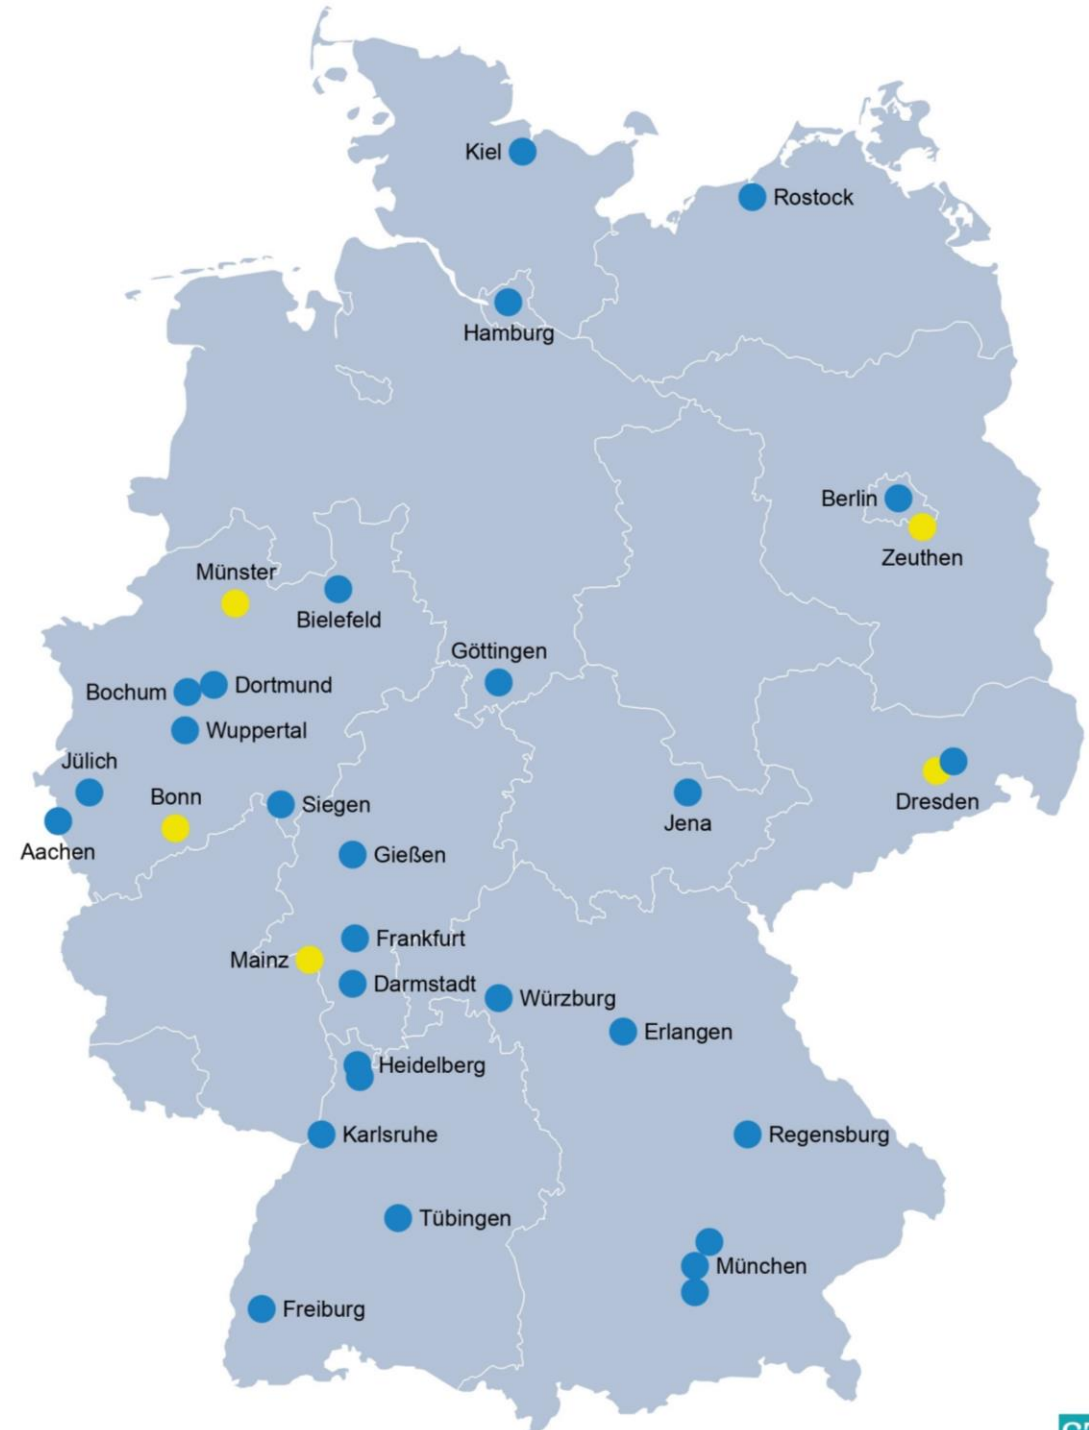 Kiel
Rostock
Hamburg
Berlin
Zeuthen
Münster
Bielefeld
Göttingen
Bochum
Dortmund
Wuppertal
Jülich
Bonn
Siegen
Dresden
Jena
Aachen
Gießen
Frankfurt
Mainz
Darmstadt
Würzburg
Erlangen
Heidelberg
Karlsruhe
Regensburg
Tübingen
München
Freiburg